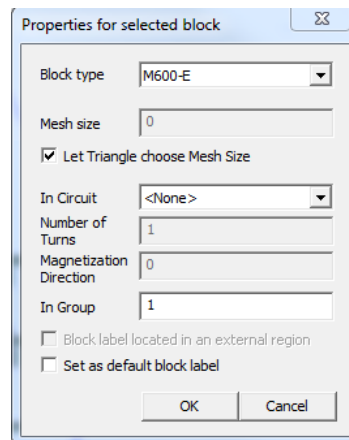 Properties for selected block
Block type M600-E
Mesh size 0
Let Triangle choose Mesh Size
In Circuit <None>
Number of
Turns 1
Magnetization
Direction 0
In Group 1
Block label located in an external region
Set as default block label
OK Cancel